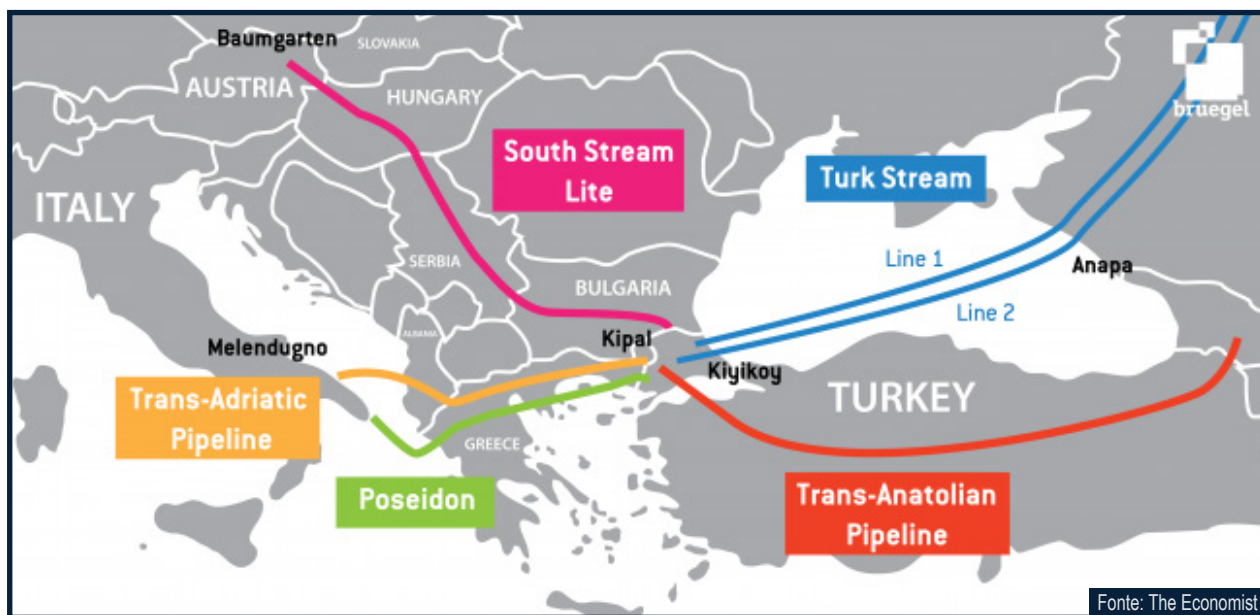 Baumgarten
SLOVAKIA
AUSTRIA
HUNGARY
bruegel
South Stream
Lite
Turk Stream
ITALY
SERBIA
Line 1
Anapa
BULGARIA
Line 2
ALBANIA
Kipal
Melendugno
Kiyikoy
TURKEY
Trans-Adriatic
Pipeline
GREECE
Poseidon
Trans-Anatolian
Pipeline
Fonte: The Economist